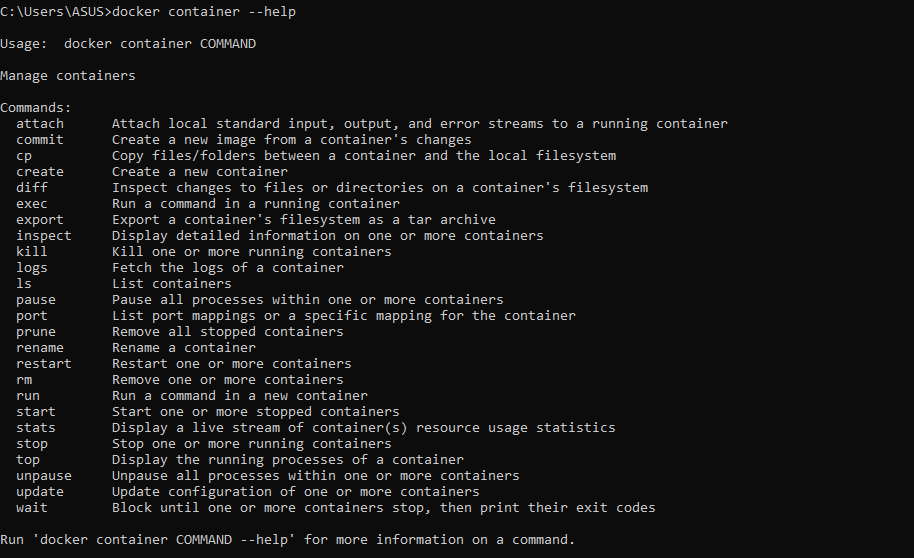 C:\Users\ASUS>docker container --help
Usage:  docker container COMMAND
Manage containers
Commands:
  attach      Attach local standard input, output, and error streams to a running container
  commit      Create a new image from a container's changes
  cp          Copy files/folders between a container and the local filesystem
  create      Create a new container
  diff        Inspect changes to files or directories on a container's filesystem
  exec        Run a command in a running container
  export      Export a container's filesystem as a tar archive
  inspect     Display detailed information on one or more containers
  kill        Kill one or more running containers
  logs        Fetch the logs of a container
  ls          List containers
  pause       Pause all processes within one or more containers
  port        List port mappings or a specific mapping for the container
  prune       Remove all stopped containers
  rename      Rename a container
  restart     Restart one or more containers
  rm          Remove one or more containers
  run         Run a command in a new container
  start       Start one or more stopped containers
  stats       Display a live stream of container(s) resource usage statistics
  stop        Stop one or more running containers
  top         Display the running processes of a container
  unpause     Unpause all processes within one or more containers
  update      Update configuration of one or more containers
  wait        Block until one or more containers stop, then print their exit codes
Run 'docker container COMMAND --help' for more information on a command.